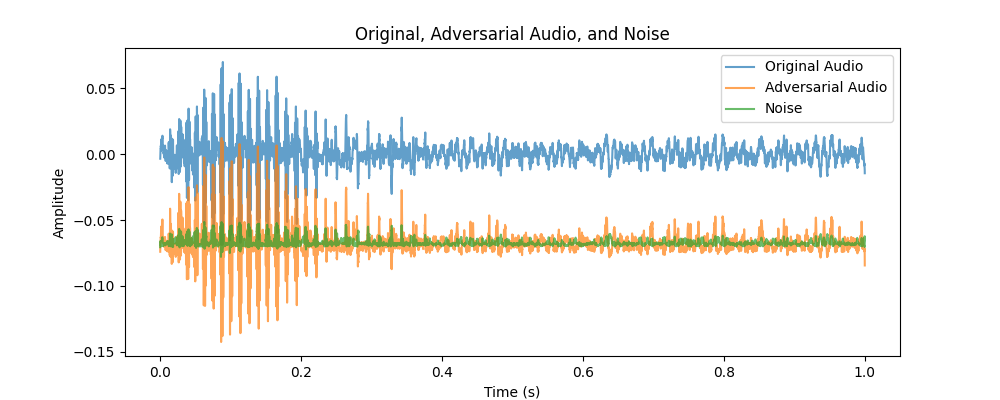 Original, Adversarial Audio, and Noise
Original Audio
Adversarial Audio
Noise
Amplitude
0.05
0.00
−0.05
−0.10
−0.15
0.0 0.2 0.4 0.6 0.8 1.0
Time (s)